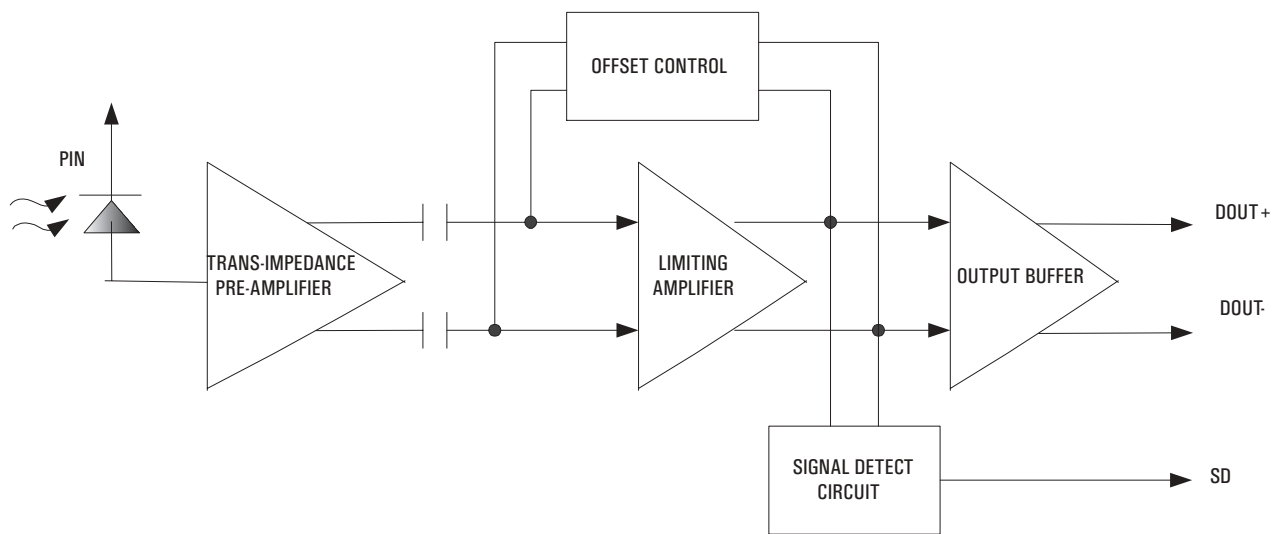 OFFSET CONTROL
PIN
TRANS-IMPEDANCE
PRE-AMPLIFIER
LIMITING
AMPLIFIER
OUTPUT BUFFER
DOUT +
DOUT-
SIGNAL DETECT
CIRCUIT
SD